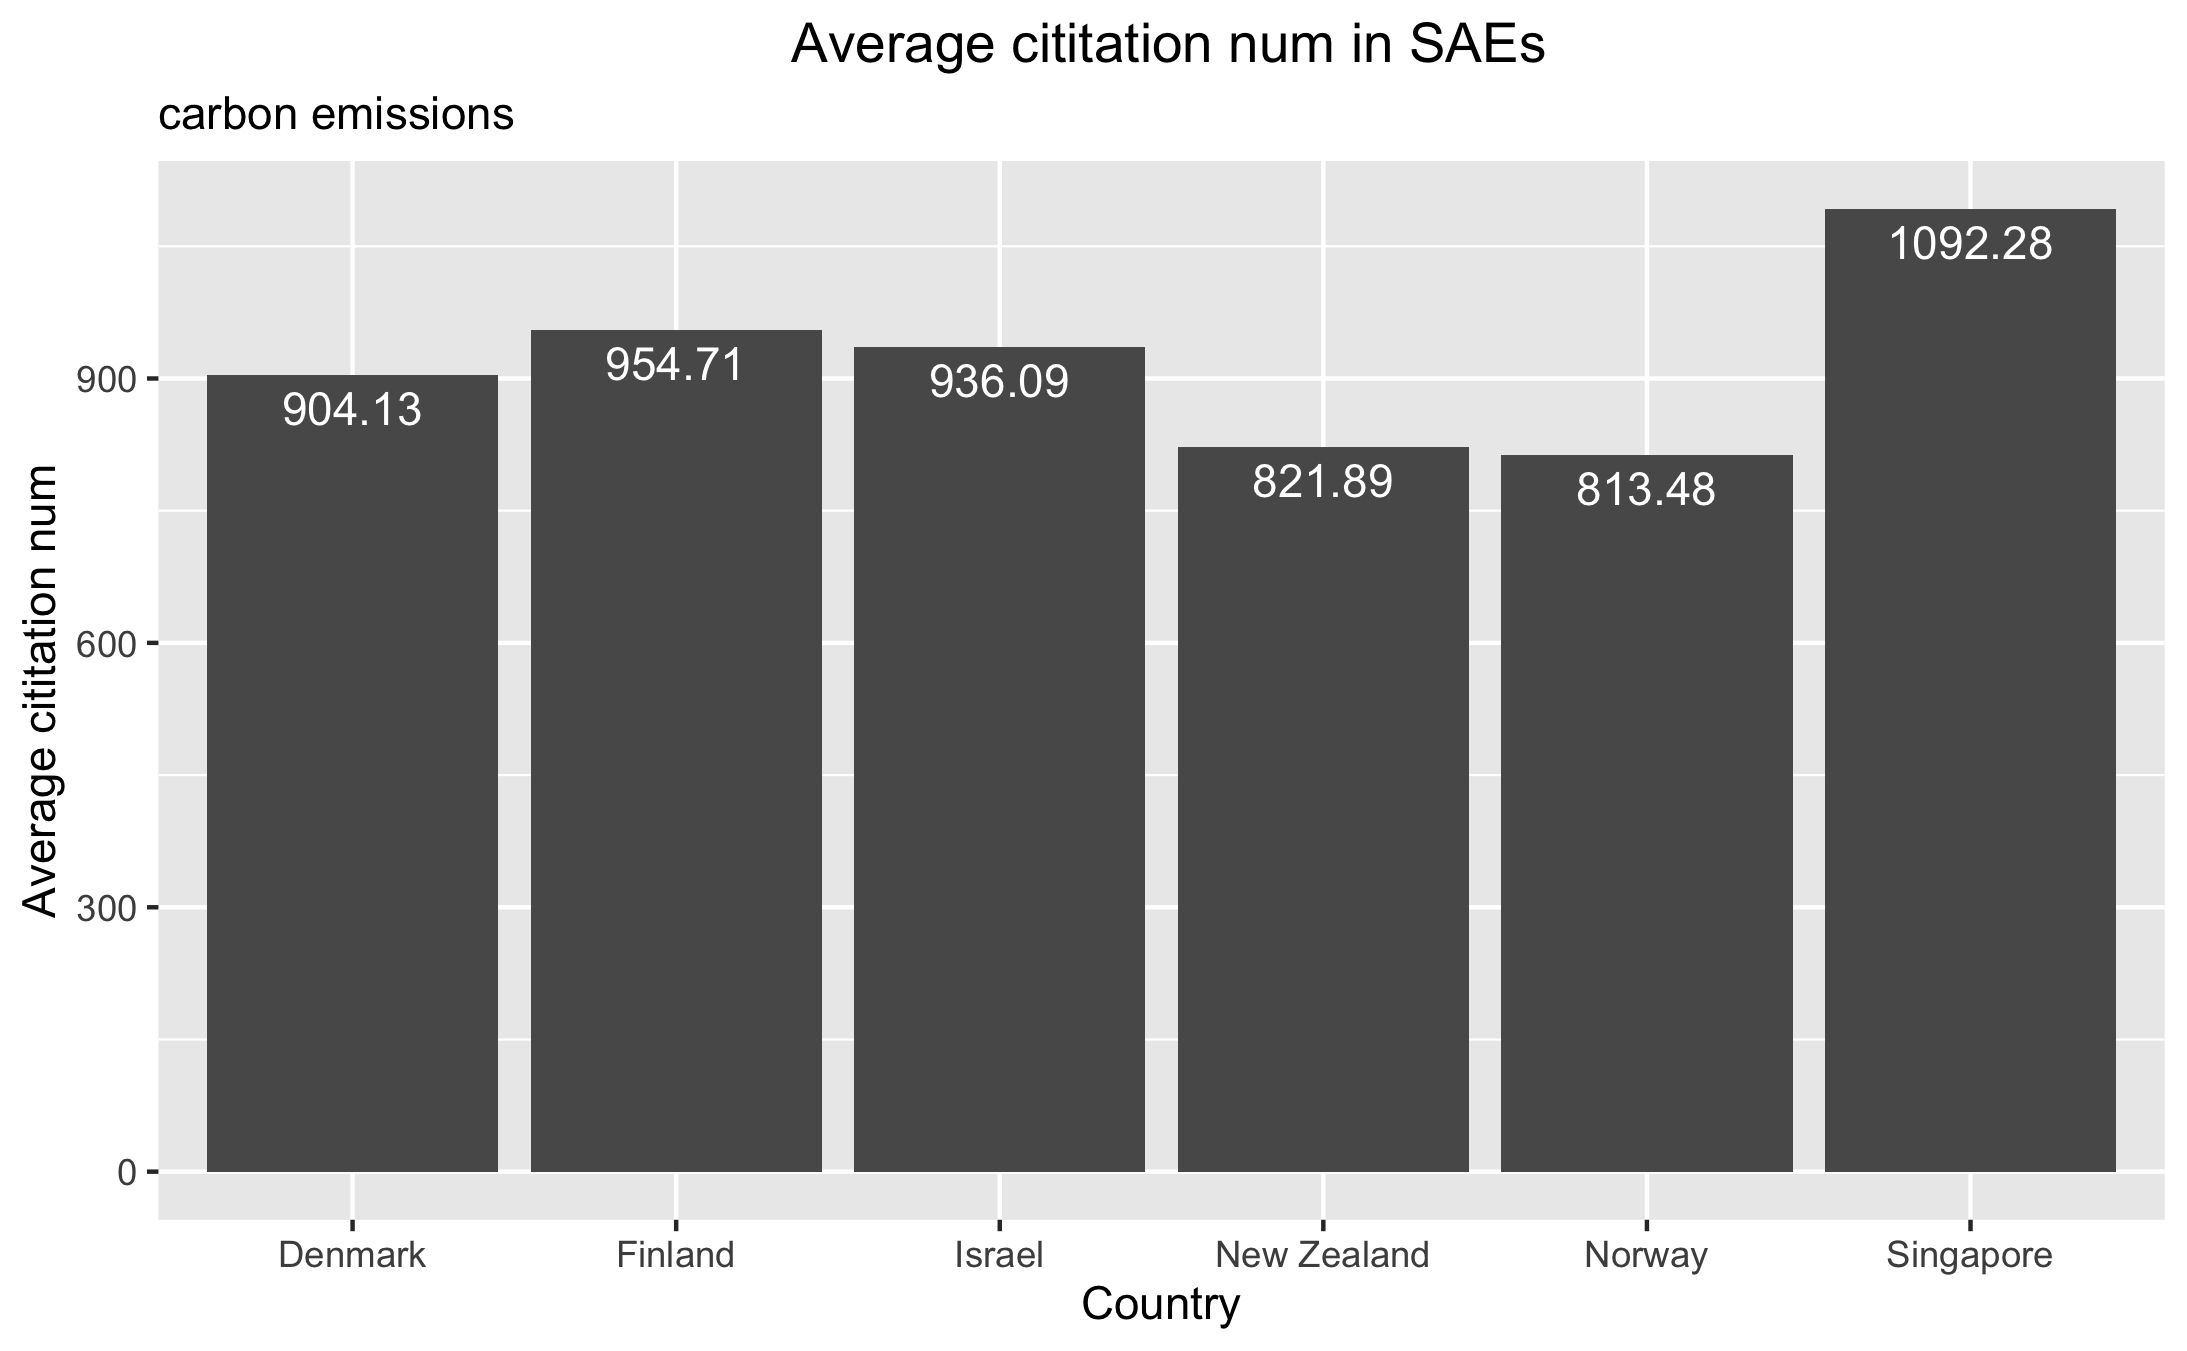 Average cititation num in SAEs
carbon emissions
Average cititation num
900
600
300
0
904.13
954.71
936.09
821.89
813.48
1092.28
Denmark
Finland
Israel
New Zealand
Norway
Singapore
Country